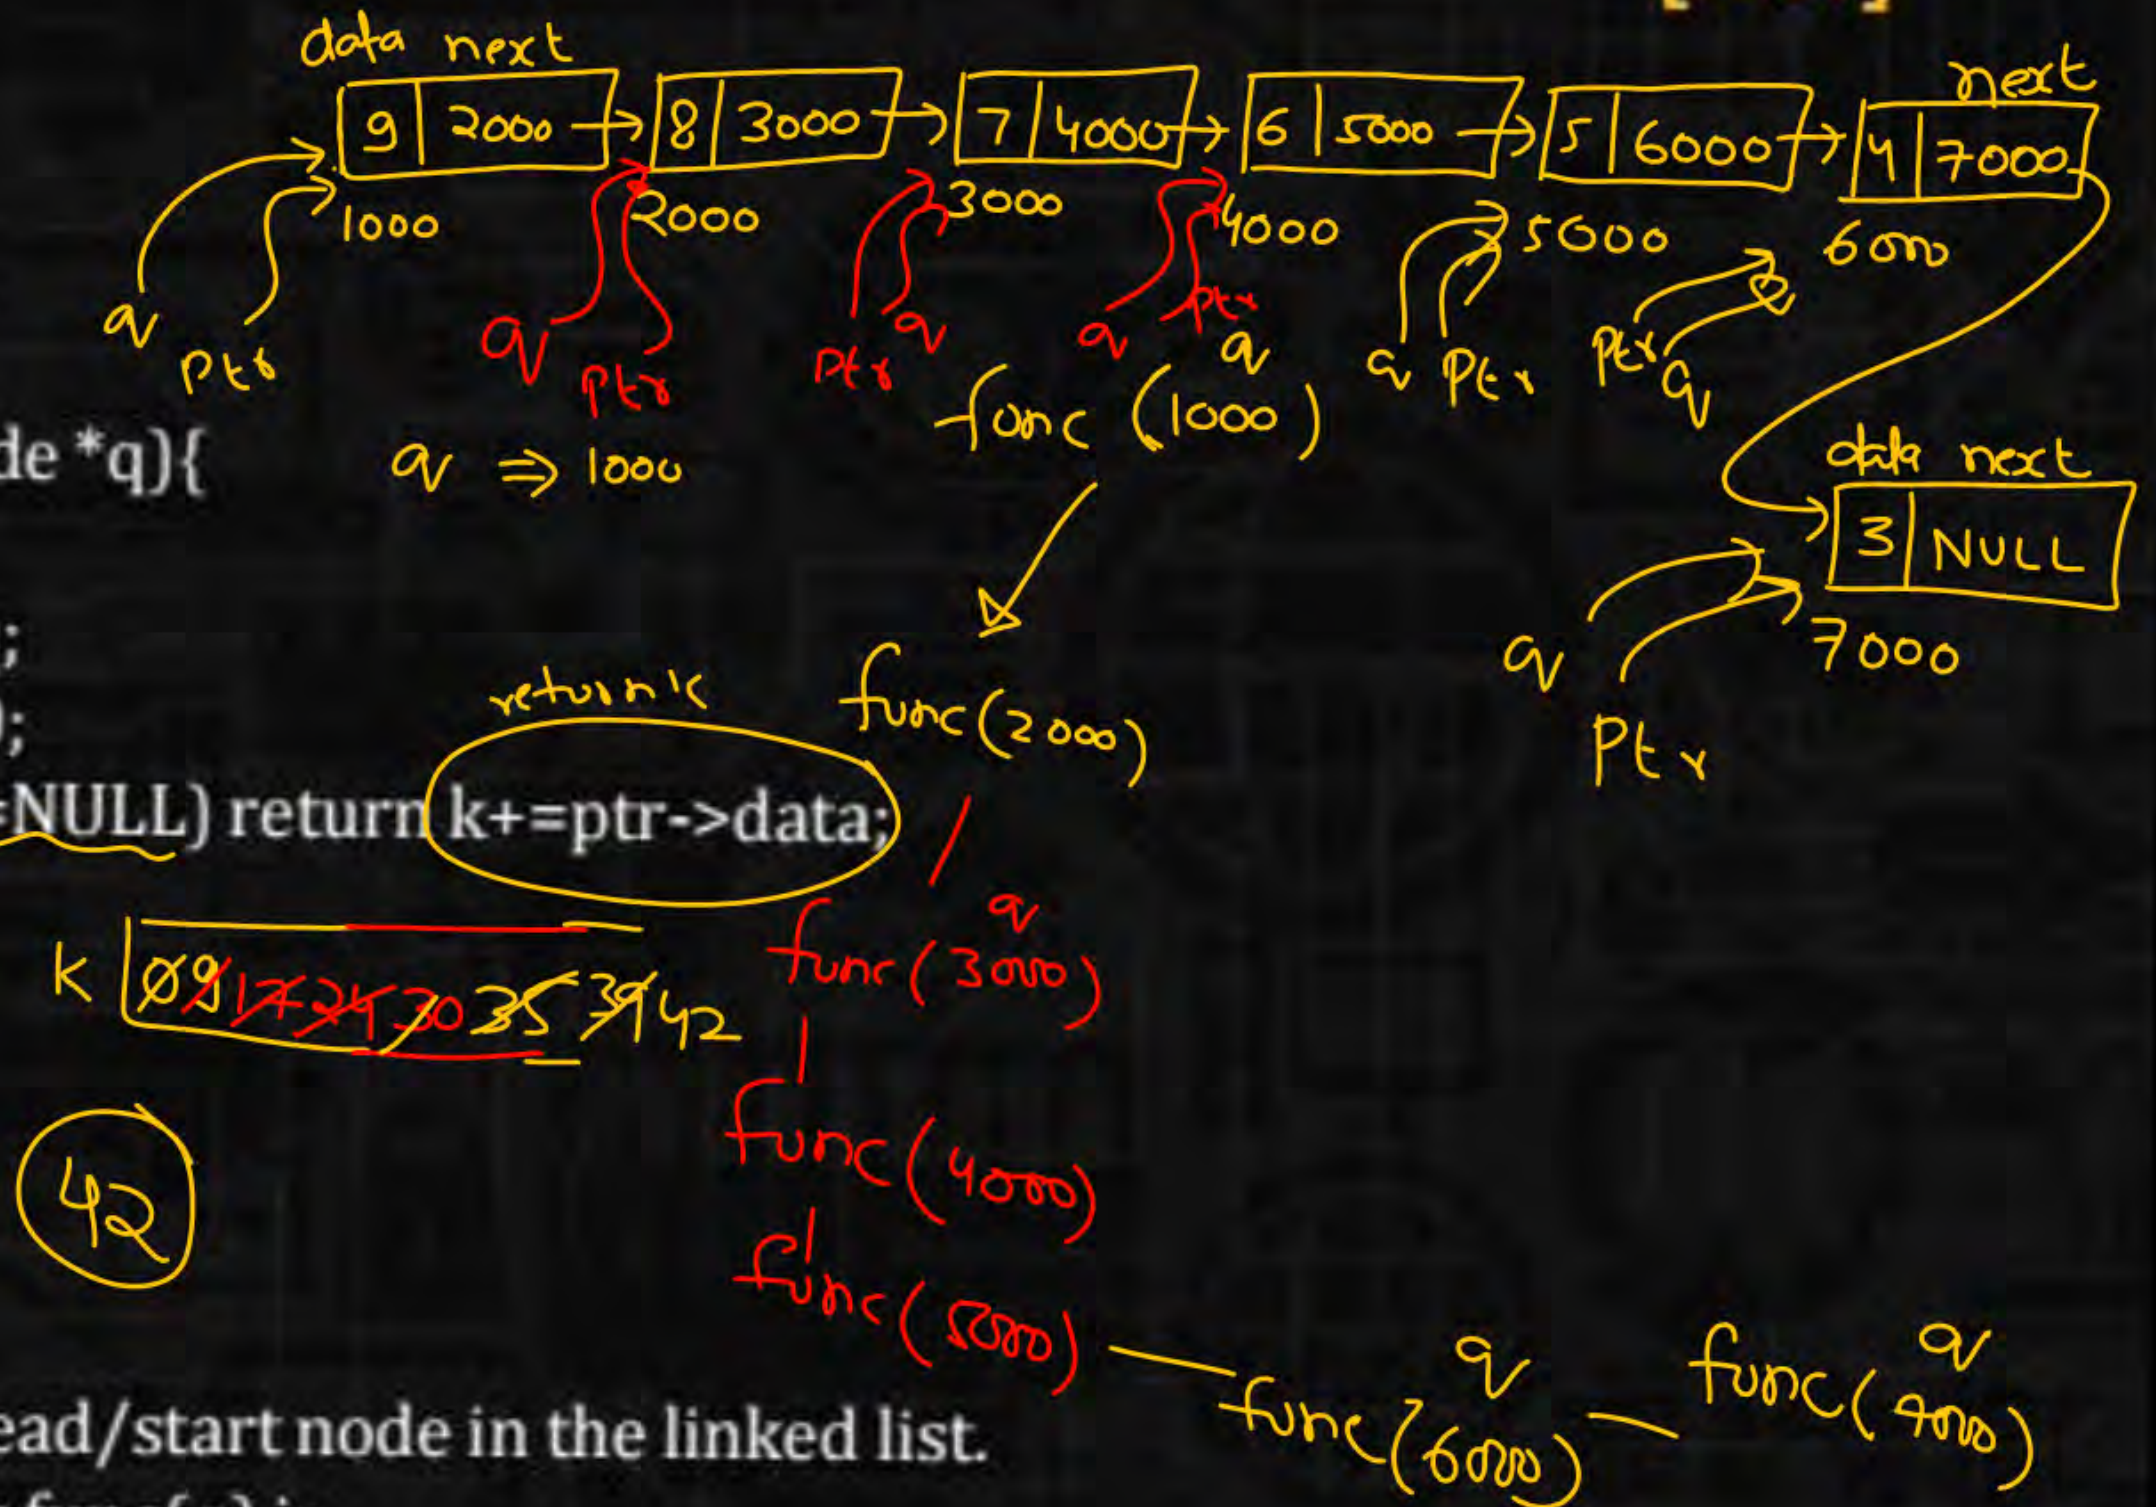 data next
next
9 2000 8 3000 7 4000 6 5000 5 6000 4 7000
1000 2000 3000 4000 5000 6000
q ptr q ptr ptr q q ptr q ptr ptr q
q
func (1000)
de *q){
q ⇒ 1000
data next
3 NULL
7000
q
ptr
;
return k
func(2000)
);
=NULL) return k+=ptr->data;
q
func(3000)
k 0 9 17 24 30 35 39 42
func(4000)
42
func(5000)
q
func(6000)
q
func(7000)
ead/start node in the linked list.